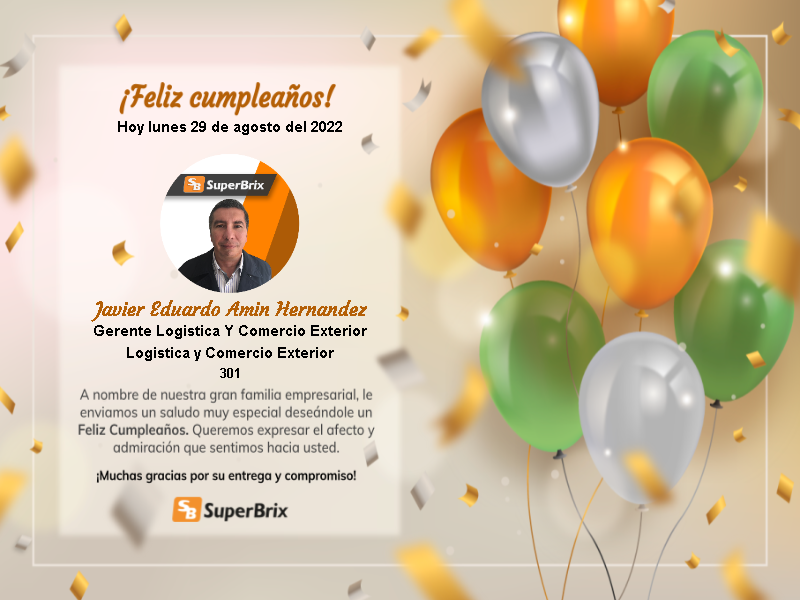 ¡Feliz cumpleaños!
Hoy lunes 29 de agosto del 2022
SB SuperBrix
Javier Eduardo Amin Hernandez
Gerente Logistica Y Comercio Exterior
Logistica y Comercio Exterior
301
A nombre de nuestra gran familia empresarial, le
enviamos un saludo muy especial deseándole un
Feliz Cumpleaños. Queremos expresar el afecto y
admiración que sentimos hacia usted.
¡Muchas gracias por su entrega y compromiso!
SB SuperBrix